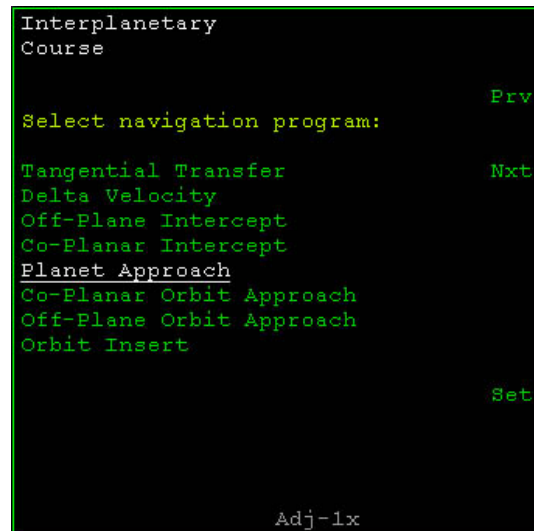 Interplanetary
Course
Prv
Select navigation program:
Tangential Transfer
Nxt
Delta Velocity
Off-Plane Intercept
Co-Planar Intercept
Planet Approach
Co-Planar Orbit Approach
Off-Plane Orbit Approach
Orbit Insert
Set
Adj-1x